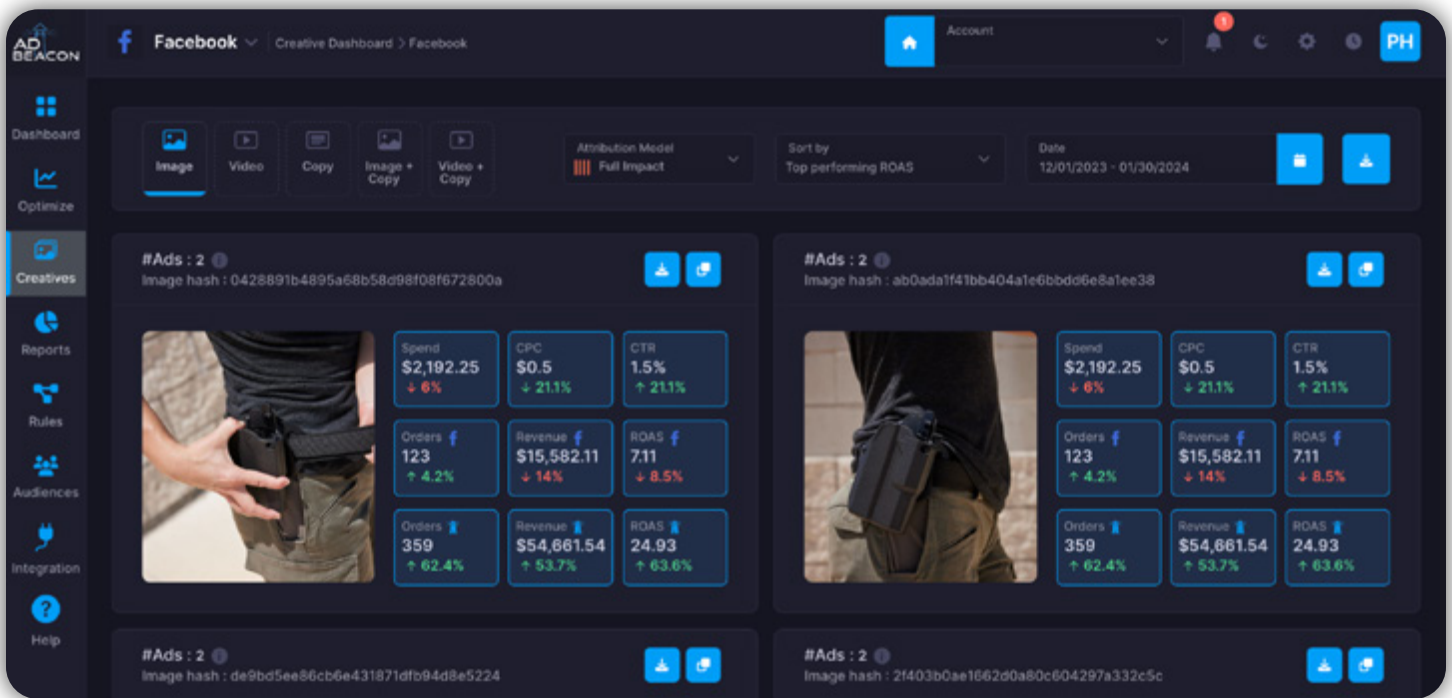 AD
BEACON
Facebook
Creative Dashboard > Facebook
Account
1
PH
Dashboard
Optimize
Creatives
Reports
Rules
Audiences
Integration
Help
Image
Video
Copy
Image + Copy
Video + Copy
Attribution Model
Full Impact
Sort by
Top performing ROAS
Date
12/01/2023 - 01/30/2024
#Ads : 2
Image hash : 0428891b4895a68b58d98f08f672800a
Spend
$2,192.25
↓ 6%
CPC
$0.5
↓ 21.1%
CTR
1.5%
↑ 21.1%
Orders
123
↑ 4.2%
Revenue
$15,582.11
↓ 14%
ROAS
7.11
↓ 8.5%
Orders
359
↑ 62.4%
Revenue
$54,661.54
↑ 53.7%
ROAS
24.93
↑ 63.6%
#Ads : 2
Image hash : ab0ada1f41bb404a1e6bbdd6e8a1ee38
Spend
$2,192.25
↓ 6%
CPC
$0.5
↓ 21.1%
CTR
1.5%
↑ 21.1%
Orders
123
↑ 4.2%
Revenue
$15,582.11
↓ 14%
ROAS
7.11
↓ 8.5%
Orders
359
↑ 62.4%
Revenue
$54,661.54
↑ 53.7%
ROAS
24.93
↑ 63.6%
#Ads : 2
Image hash : de9bd5ee86cb6e431871dfb94d8e5224
#Ads : 2
Image hash : 2f403b0ae1662d0a80c604297a332c5c